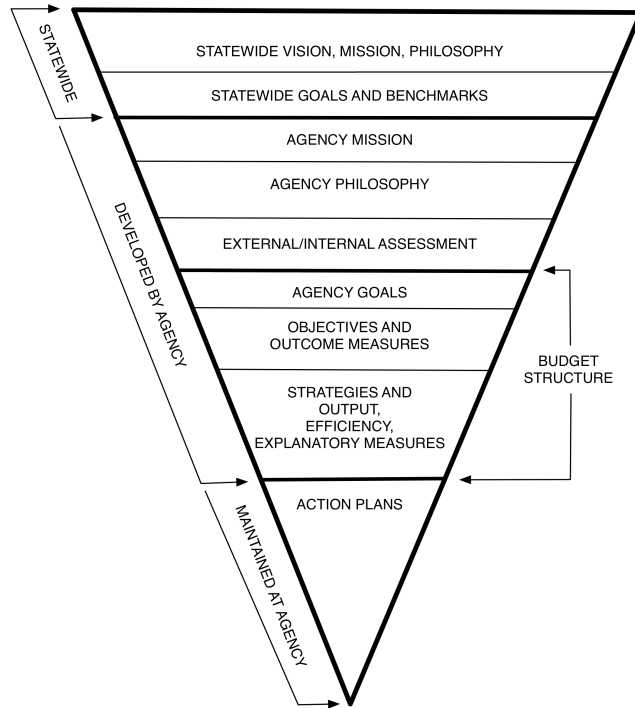 STATEWIDE
STATEWIDE VISION, MISSION, PHILOSOPHY
STATEWIDE GOALS AND BENCHMARKS
DEVELOPED BY AGENCY
AGENCY MISSION
AGENCY PHILOSOPHY
EXTERNAL/INTERNAL ASSESSMENT
AGENCY GOALS
OBJECTIVES AND
OUTCOME MEASURES
STRATEGIES AND
OUTPUT,
EFFICIENCY,
EXPLANATORY MEASURES
BUDGET
STRUCTURE
MAINTAINED AT AGENCY
ACTION PLANS